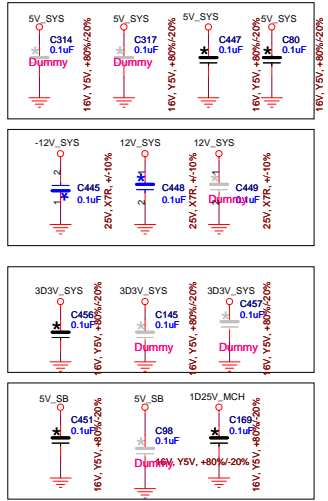 5V_SYS 5V_SYS 5V_SYS 5V_SYS
* C314 * C317 * C447 * C80
0.1uF 0.1uF 0.1uF 0.1uF
Dummy Dummy
16V, Y5V, +80%/-20% 16V, Y5V, +80%/-20% 16V, Y5V, +80%/-20% 16V, Y5V, +80%/-20%
-12V_SYS 12V_SYS 12V_SYS
2 1 2 1
* C445 * C448 * C449
0.1uF 0.1uF 0.1uF
Dummy
25V, X7R, +/-10% 25V, X7R, +/-10%
3D3V_SYS 3D3V_SYS 3D3V_SYS
* C456 * C145 * C457
0.1uF 0.1uF 0.1uF
Dummy Dummy
16V, Y5V, +80%/-20% 16V, Y5V, +80%/-20% 16V, Y5V, +80%/-20%
5V_SB 5V_SB 1D25V_MCH
* C451 * C98 * C169
0.1uF 0.1uF 0.1uF
Dummy
16V, Y5V, +80%/-20% 16V, Y5V, +80%/-20% 16V, Y5V, +80%/-20%